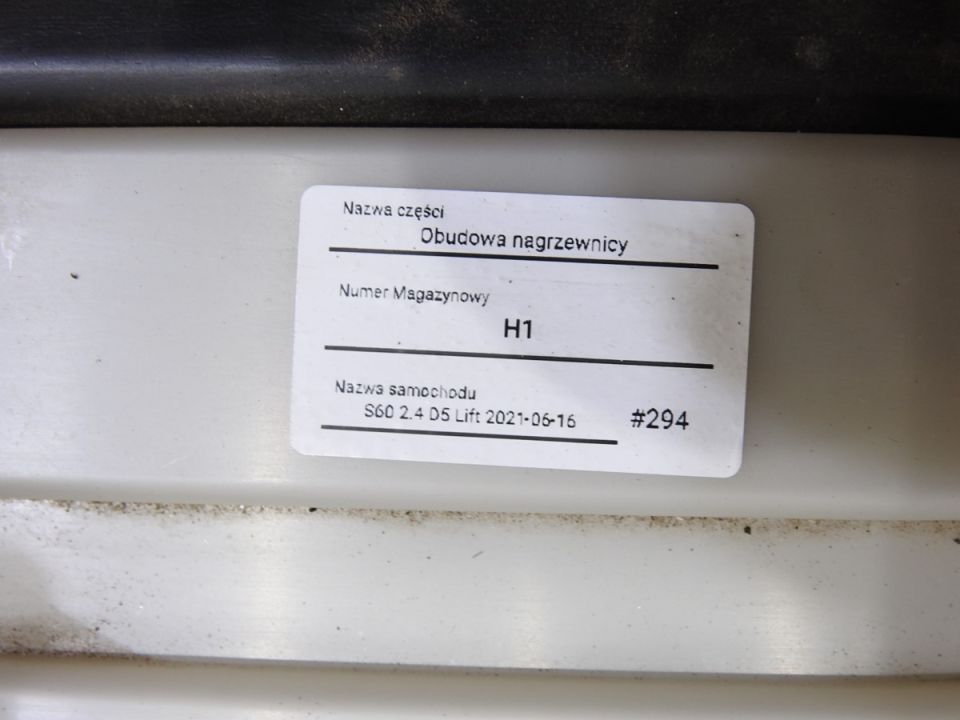 Nazwa części
Obudowa nagrzewnicy
Numer Magazynowy
H1
Nazwa samochodu
S60 2.4 D5 Lift 2021-06-16
#294